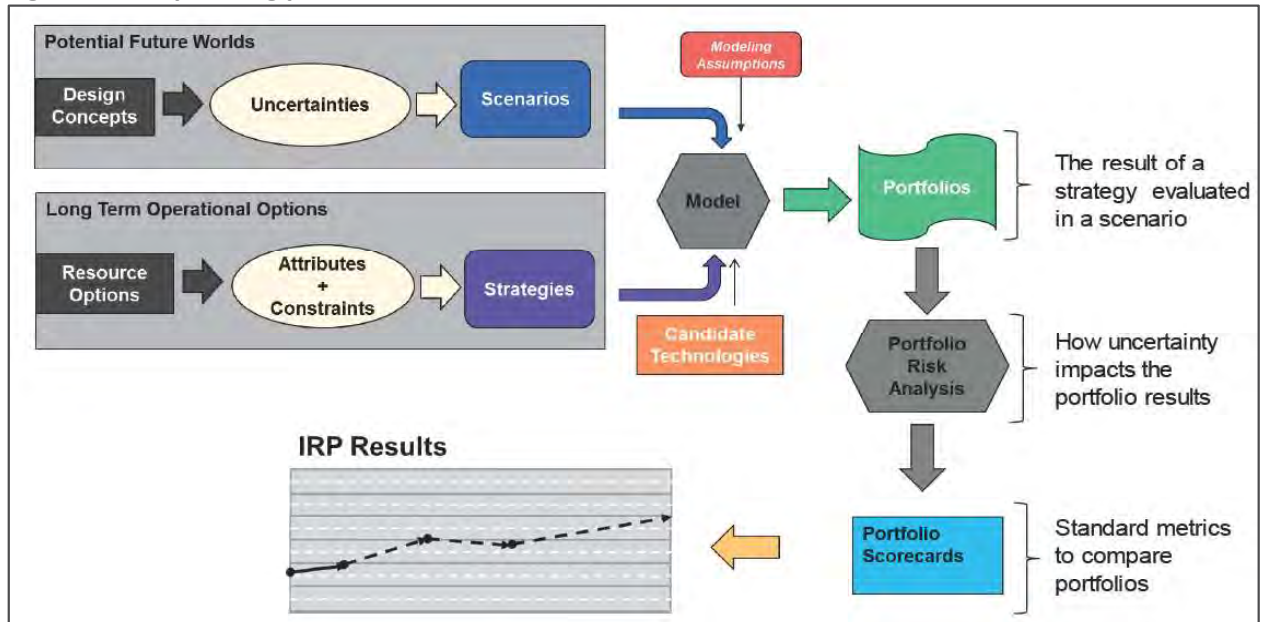 Potential Future Worlds
Design
Concepts
Uncertainties
Scenarios
Modeling
Assumptions
Long Term Operational Options
Resource
Options
Attributes
+
Constraints
Strategies
Model
Candidate
Technologies
Portfolios
The result of a
strategy evaluated
in a scenario
Portfolio
Risk
Analysis
How uncertainty
impacts the
portfolio results
Portfolio
Scorecards
Standard metrics
to compare
portfolios
IRP Results